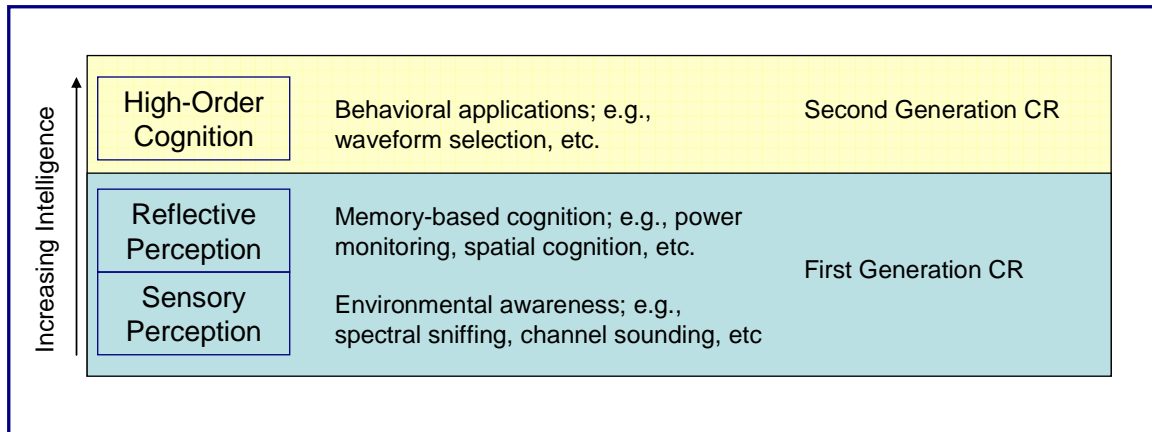 Increasing Intelligence
High-Order
Cognition
Behavioral applications; e.g.,
waveform selection, etc.
Second Generation CR
Reflective
Perception
Memory-based cognition; e.g., power
monitoring, spatial cognition, etc.
First Generation CR
Sensory
Perception
Environmental awareness; e.g.,
spectral sniffing, channel sounding, etc